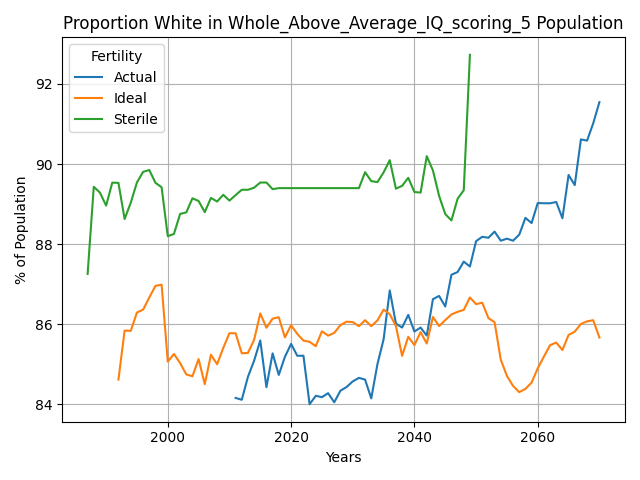 Proportion White in Whole_Above_Average_IQ_scoring_5 Population
Fertility
Actual
Ideal
Sterile
92
90
88
86
84
% of Population
2000
2020
2040
2060
Years